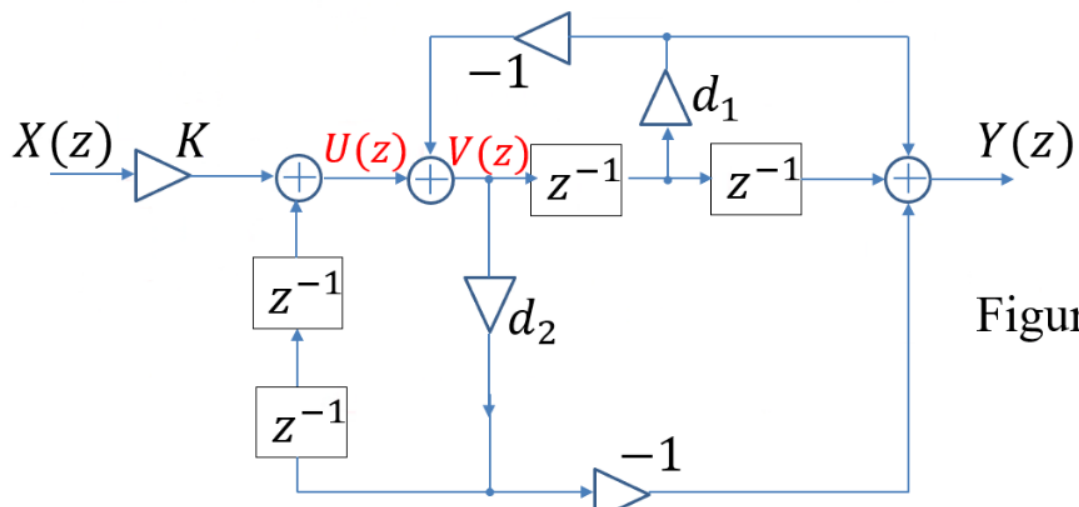 −1
d₁
X(z)
K
U(z)
V(z)
z⁻¹
z⁻¹
Y(z)
z⁻¹
d₂
Figur
z⁻¹
−1